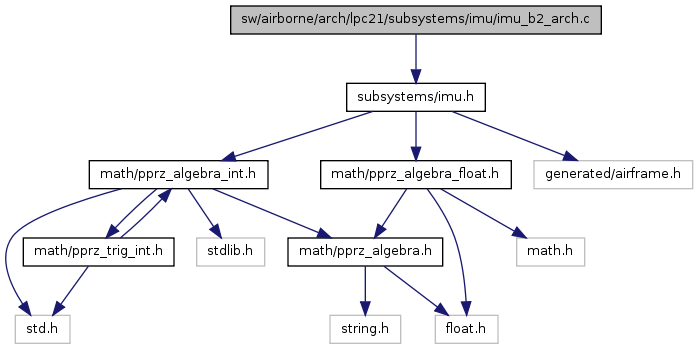 sw/airborne/arch/lpc21/subsystems/imu/imu_b2_arch.c
subsystems/imu.h
math/pprz_algebra_int.h
math/pprz_algebra_float.h
generated/airframe.h
math/pprz_trig_int.h
stdlib.h
math/pprz_algebra.h
math.h
std.h
string.h
float.h